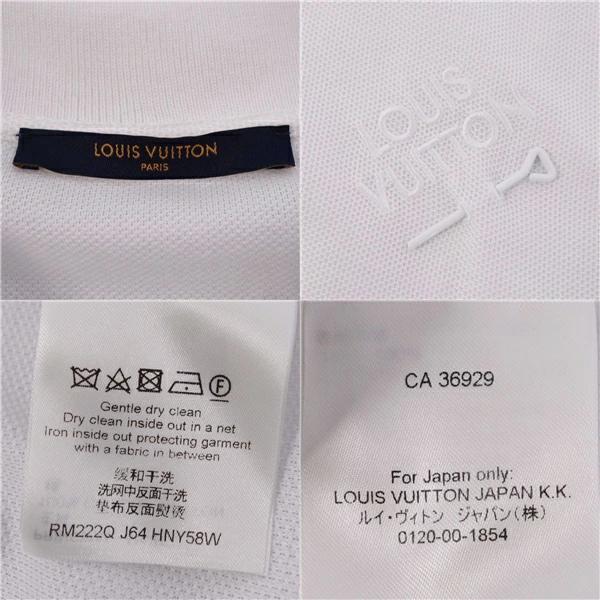 LOUIS VUITTON
PARIS
LOUIS
VUITTON
Gentle dry clean
Dry clean inside out in a net
Iron inside out protecting garment
with a fabric in between
缓和干洗
洗网中反面干洗
垫布反面熨烫
RM222Q J64 HNY58W
CA 36929
For Japan only:
LOUIS VUITTON JAPAN K.K.
ルイ・ヴィトン ジャパン(株)
0120-00-1854